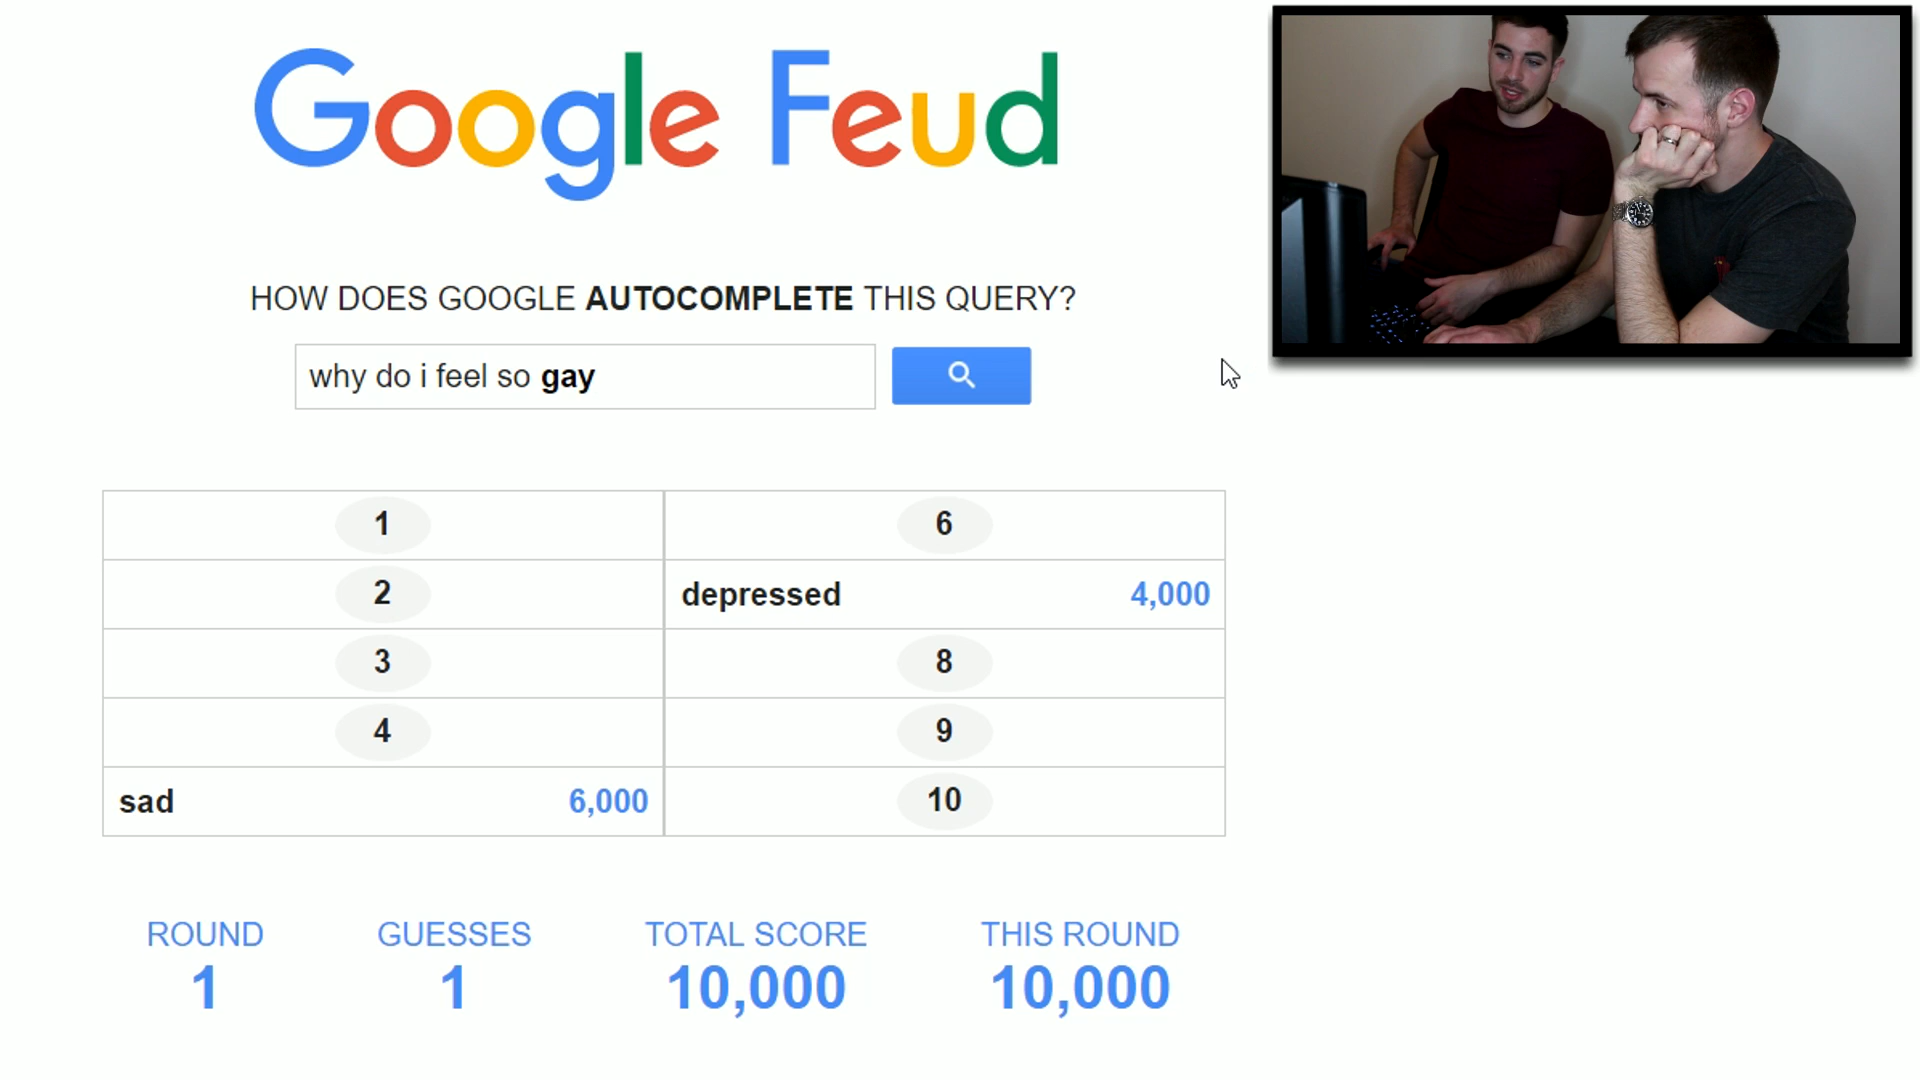 Google Feud
HOW DOES GOOGLE AUTOCOMPLETE THIS QUERY?
why do i feel so gay
1
6
2
depressed 4,000
3
8
4
9
sad 6,000
10
ROUND GUESSES TOTAL SCORE THIS ROUND
1 1 10,000 10,000